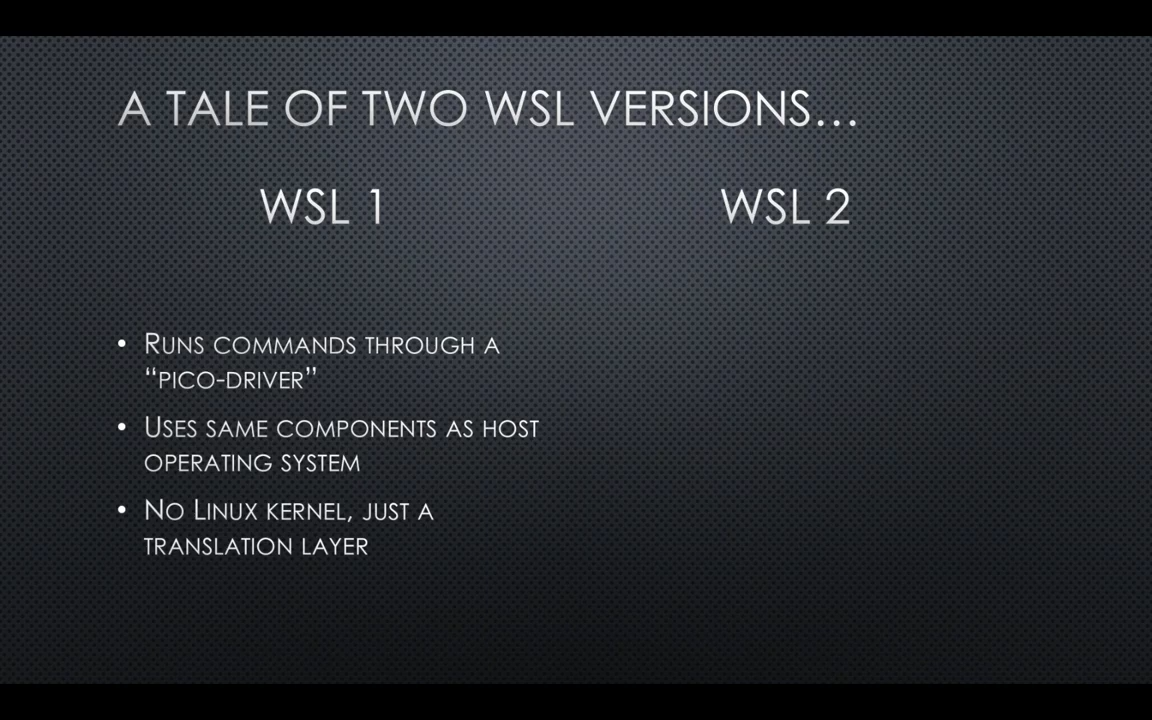 A TALE OF TWO WSL VERSIONS...
WSL 1
WSL 2
• RUNS COMMANDS THROUGH A
“PICO-DRIVER”
• USES SAME COMPONENTS AS HOST
OPERATING SYSTEM
• NO LINUX KERNEL, JUST A
TRANSLATION LAYER